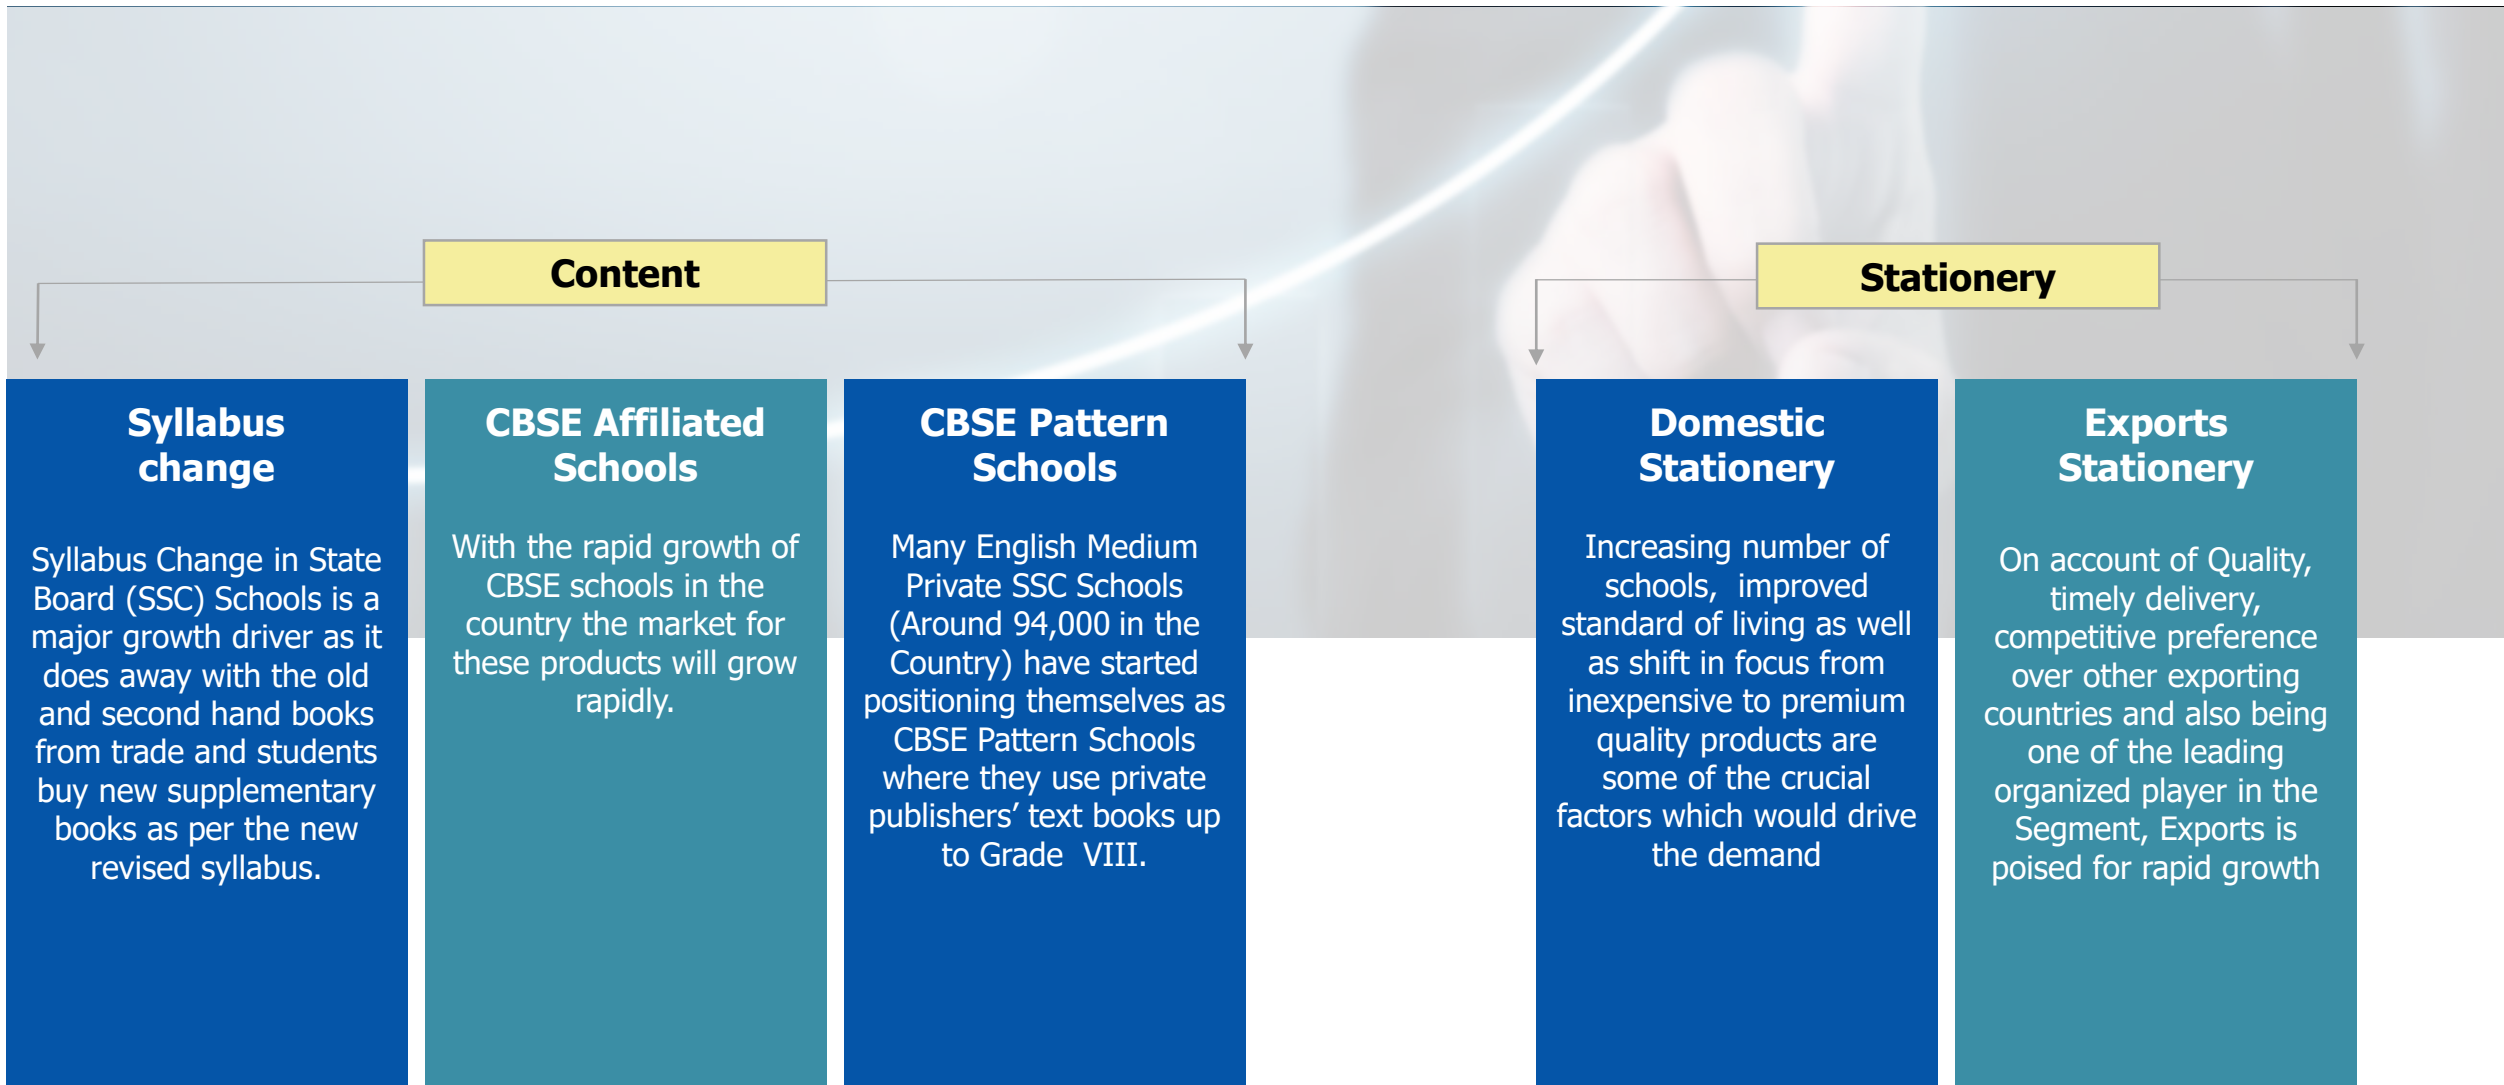 Content
Syllabus
change
Syllabus Change in State
Board (SSC) Schools is a
major growth driver as it
does away with the old
and second hand books
from trade and students
buy new supplementary
books as per the new
revised syllabus.
CBSE Affiliated
Schools
With the rapid growth of
CBSE schools in the
country the market for
these products will grow
rapidly.
CBSE Pattern
Schools
Many English Medium
Private SSC Schools
(Around 94,000 in the
Country) have started
positioning themselves as
CBSE Pattern Schools
where they use private
publishers’ text books up
to Grade  VIII.
Stationery
Domestic
Stationery
Increasing number of
schools,  improved
standard of living as well
as shift in focus from
inexpensive to premium
quality products are
some of the crucial
factors which would drive
the demand
Exports
Stationery
On account of Quality,
timely delivery,
competitive preference
over other exporting
countries and also being
one of the leading
organized player in the
Segment, Exports is
poised for rapid growth